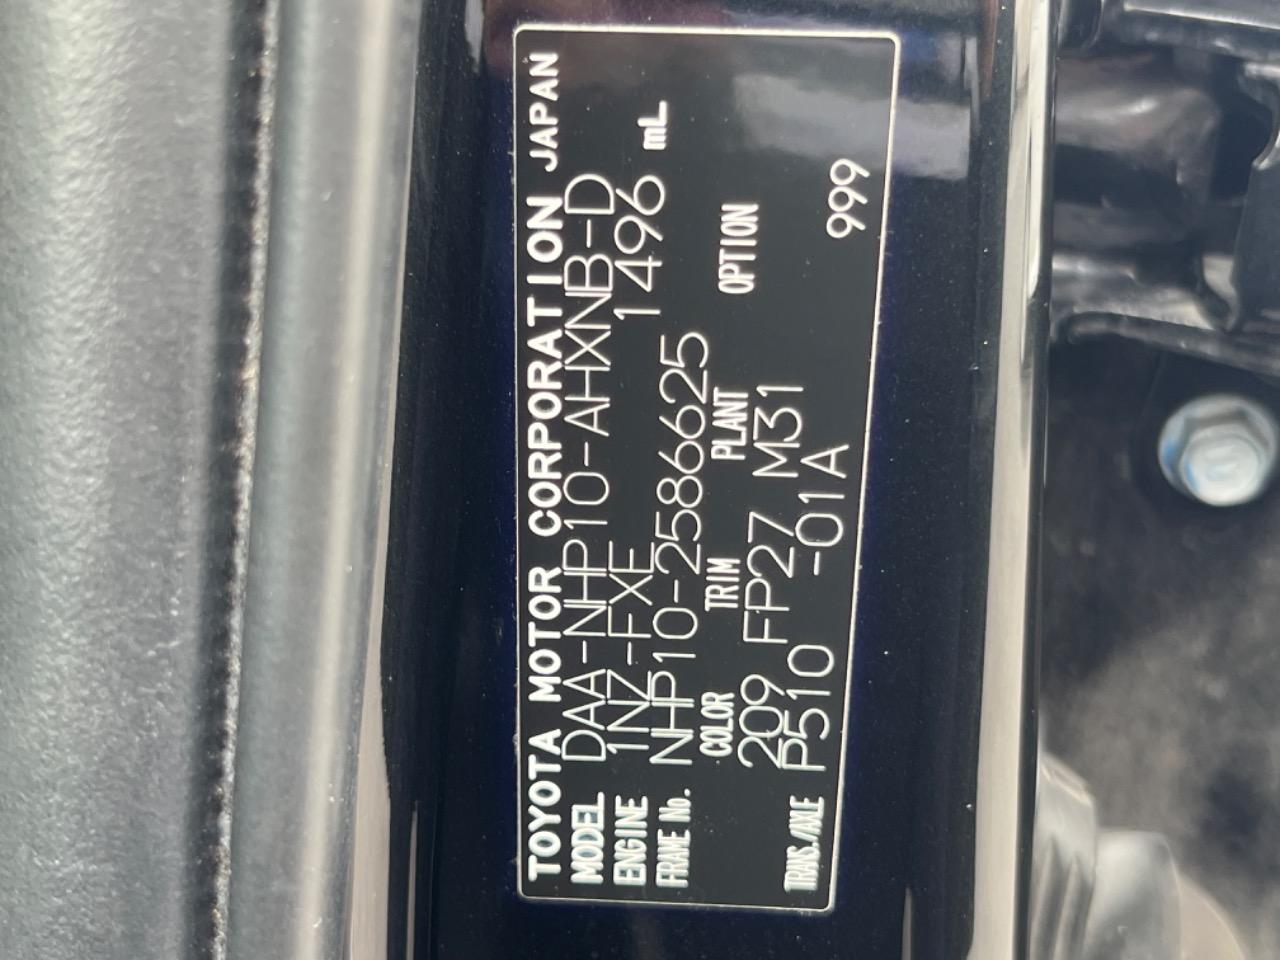 TOYOTA MOTOR CORPORATION JAPAN
MODEL DAA-NHP10-AHXNB-D
ENGINE 1NZ-FXE 1496 mL
FRAME No. NHP10-2586625
COLOR TRIM PLANT OPTION
209 FP27 M31
TRANS./AXLE P510 -01A 999